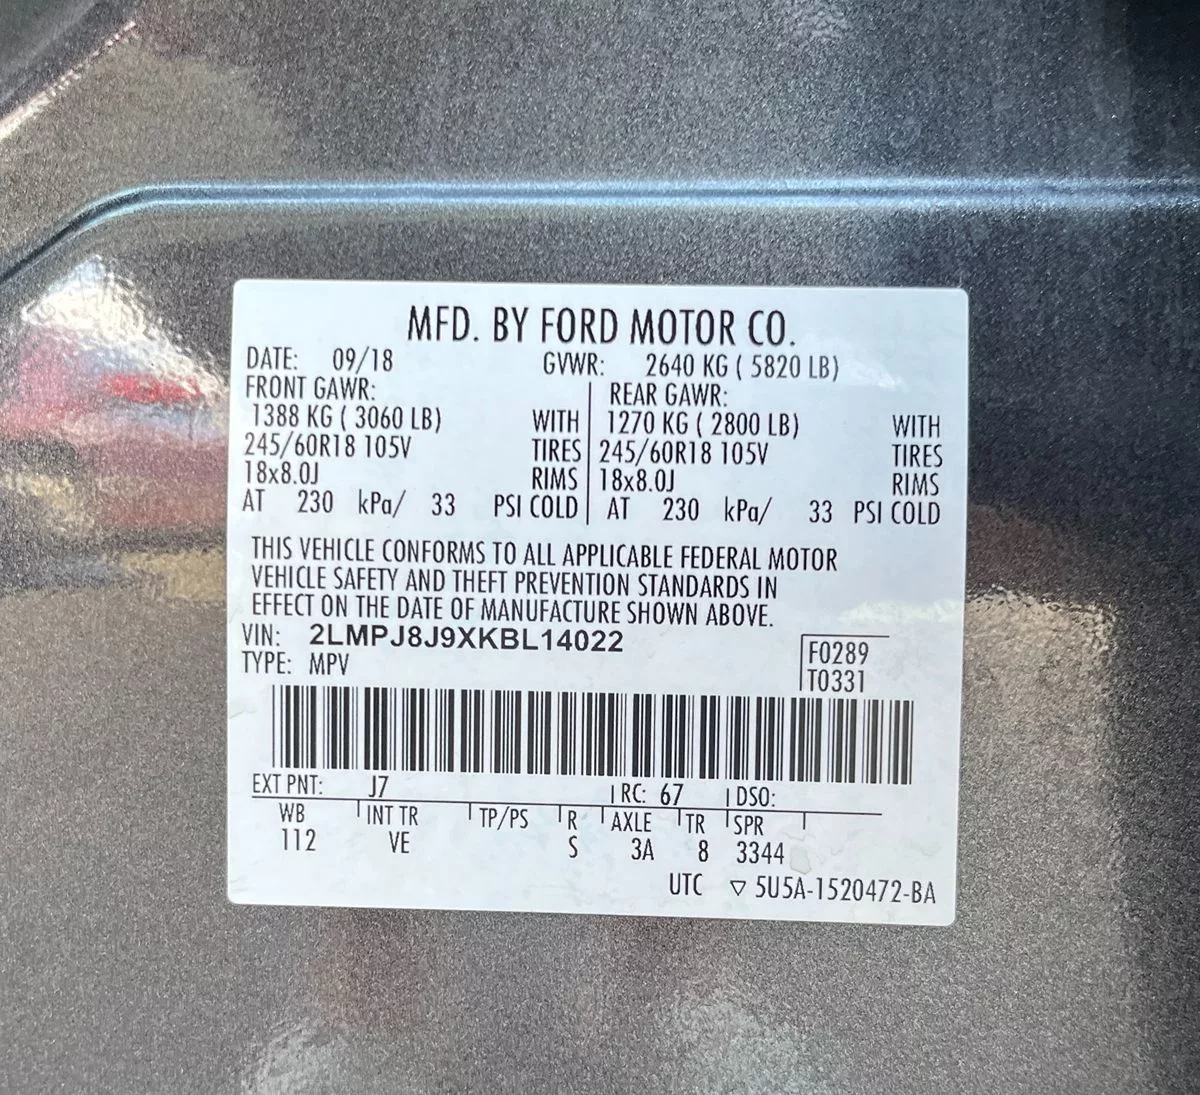 MFD. BY FORD MOTOR CO.
DATE: 09/18 GVWR: 2640 KG ( 5820 LB)
FRONT GAWR: REAR GAWR:
1388 KG ( 3060 LB) WITH 1270 KG ( 2800 LB) WITH
245/60R18 105V TIRES 245/60R18 105V TIRES
18x8.0J RIMS 18x8.0J RIMS
AT 230 kPa/ 33 PSI COLD AT 230 kPa/ 33 PSI COLD
THIS VEHICLE CONFORMS TO ALL APPLICABLE FEDERAL MOTOR
VEHICLE SAFETY AND THEFT PREVENTION STANDARDS IN
EFFECT ON THE DATE OF MANUFACTURE SHOWN ABOVE.
VIN: 2LMPJ8J9XKBL14022 F0289
TYPE: MPV T0331
EXT PNT: J7 RC: 67 DSO:
WB INT TR TP/PS R AXLE TR SPR
112 VE S 3A 8 3344
UTC ▽ 5U5A-1520472-BA